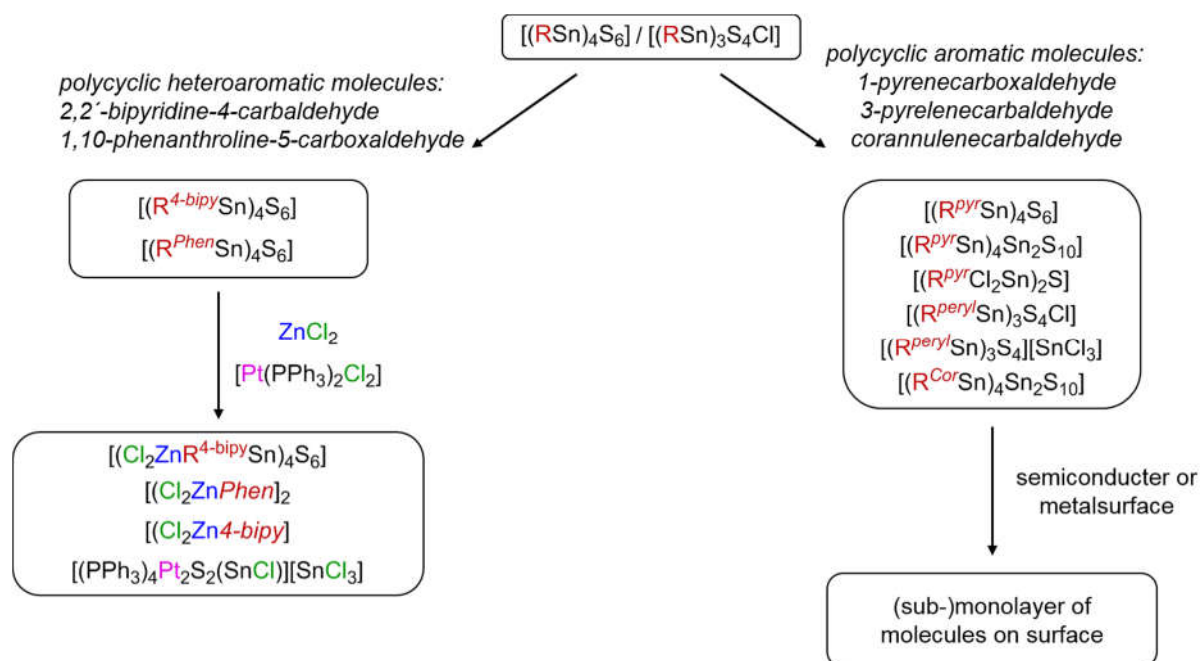 [(RSn)₄S₆] / [(RSn)₃S₄Cl]
polycyclic heteroaromatic molecules:
2,2´-bipyridine-4-carbaldehyde
1,10-phenanthroline-5-carboxaldehyde
polycyclic aromatic molecules:
1-pyrenecarboxaldehyde
3-pyrelenecarbaldehyde
corannulenecarbaldehyde
[(R⁴⁻ᵇⁱᵖʸSn)₄S₆]
[(RᴾʰᵉⁿSn)₄S₆]
ZnCl₂
[Pt(PPh₃)₂Cl₂]
[(Cl₂ZnR⁴⁻ᵇⁱᵖʸSn)₄S₆]
[(Cl₂ZnPhen]₂
[(Cl₂Zn4-bipy]
[(PPh₃)₄Pt₂S₂(SnCl)][SnCl₃]
[(RᵖʸʳSn)₄S₆]
[(RᵖʸʳSn)₄Sn₂S₁₀]
[(RᵖʸʳCl₂Sn)₂S]
[(RᵖᵉʳʸˡSn)₃S₄Cl]
[(RᵖᵉʳʸˡSn)₃S₄][SnCl₃]
[(RᶜᵒʳSn)₄Sn₂S₁₀]
semiconducter or
metalsurface
(sub-)monolayer of
molecules on surface